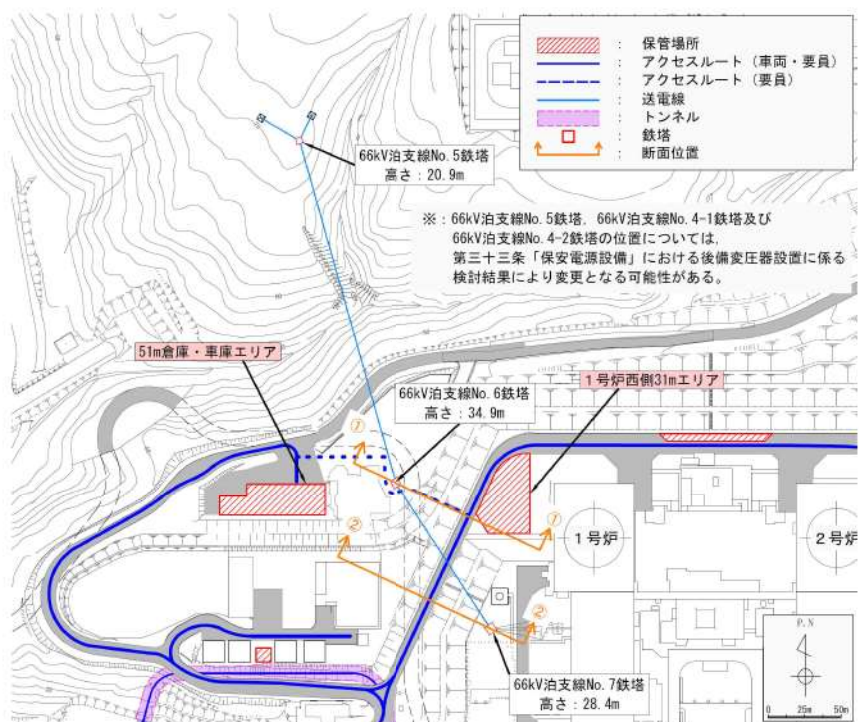 ： 保管場所
： アクセスルート（車両・要員）
： アクセスルート（要員）
： 送電線
： トンネル
： 鉄塔
： 断面位置
66kV泊支線No.5鉄塔
高さ：20.9m
※：66kV泊支線No.5鉄塔，66kV泊支線No.4-1鉄塔及び
66kV泊支線No.4-2鉄塔の位置については，
第三十三条「保安電源設備」における後備変圧器設置に係る
検討結果により変更となる可能性がある。
51m倉庫・車庫エリア
66kV泊支線No.6鉄塔
高さ：34.9m
1号炉西側31mエリア
①
①
②
②
1号炉
2号炉
66kV泊支線No.7鉄塔
高さ：28.4m
P.N
0 25m 50m